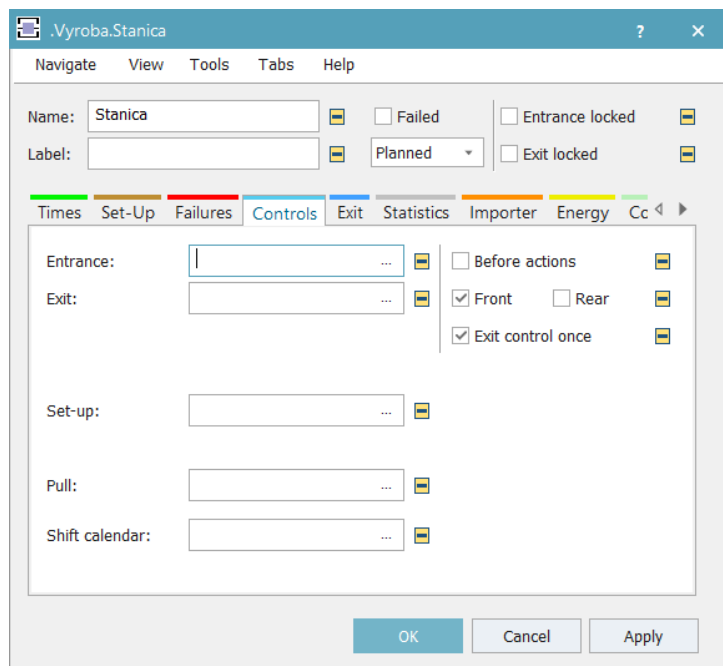 .Vyroba.Stanica ? ×
Navigate View Tools Tabs Help
Name: Stanica Failed Entrance locked
Label: Planned Exit locked
Times Set-Up Failures Controls Exit Statistics Importer Energy Cc
Entrance: ... Before actions
Exit: ... Front Rear
Exit control once
Set-up: ...
Pull: ...
Shift calendar: ...
OK Cancel Apply